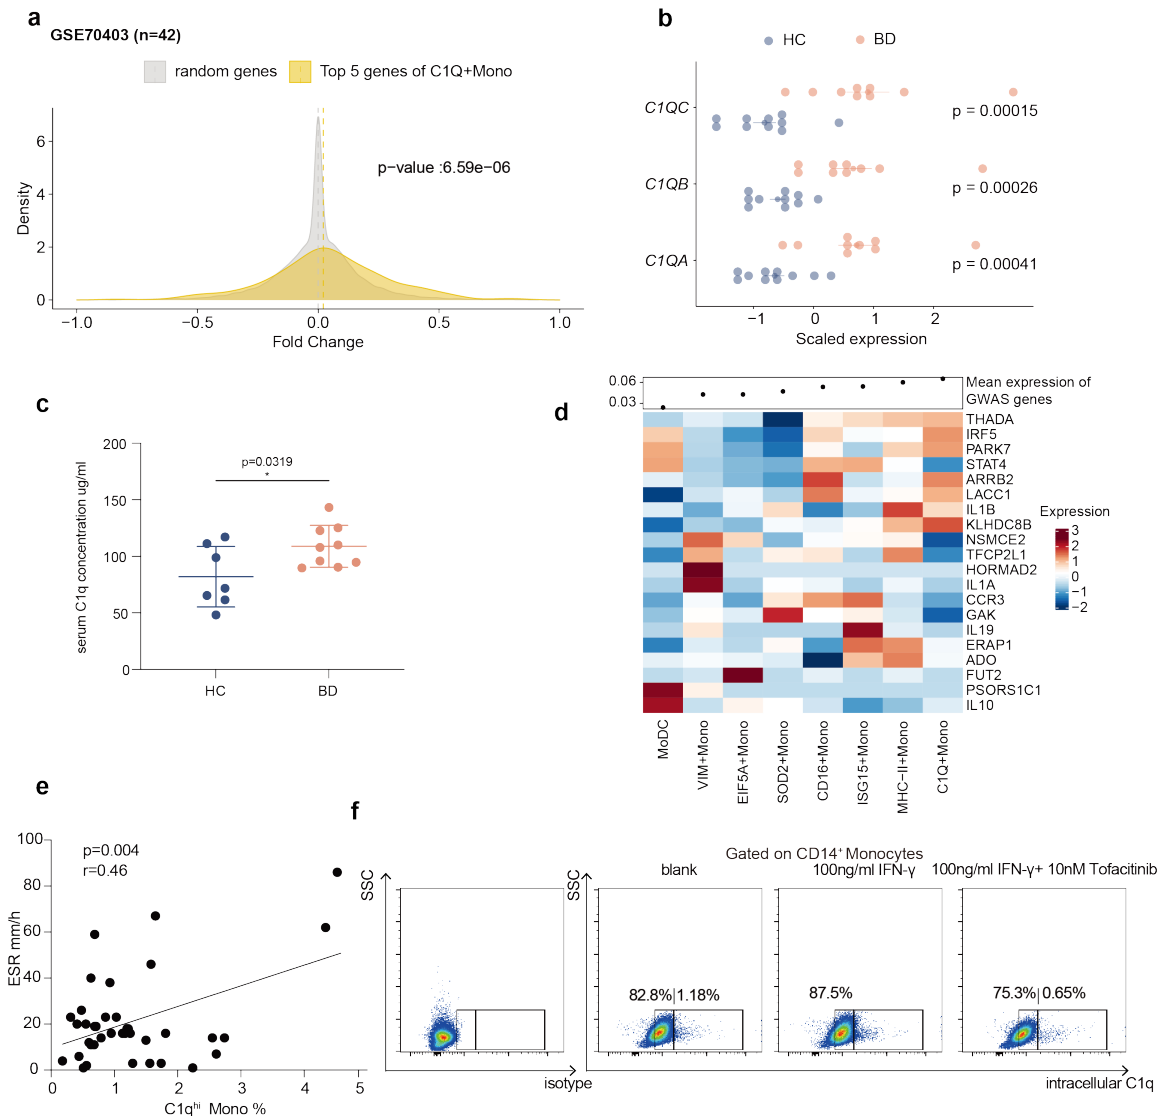 a
GSE70403 (n=42)
random genes
Top 5 genes of C1Q+Mono
p−value :6.59e−06
Density
6
4
2
0
−1.0
−0.5
0.0
0.5
1.0
Fold Change
b
HC
BD
C1QC
C1QB
C1QA
p = 0.00015
p = 0.00026
p = 0.00041
−1
0
1
2
Scaled expression
c
serum C1q concentration ug/ml
200
150
100
50
0
p=0.0319
*
HC
BD
d
0.06
0.03
Mean expression of
GWAS genes
THADA
IRF5
PARK7
STAT4
ARRB2
LACC1
IL1B
KLHDC8B
NSMCE2
TFCP2L1
HORMAD2
IL1A
CCR3
GAK
IL19
ERAP1
ADO
FUT2
PSORS1C1
IL10
Expression
3
2
1
0
−1
−2
MoDC
VIM+Mono
EIF5A+Mono
SOD2+Mono
CD16+Mono
ISG15+Mono
MHC−II+Mono
C1Q+Mono
e
ESR mm/h
100
80
60
40
20
0
p=0.004
r=0.46
0
1
2
3
4
5
C1qhi Mono %
f
Gated on CD14+ Monocytes
blank
100ng/ml IFN-γ
100ng/ml IFN-γ+ 10nM Tofacitinib
SSC
SSC
82.8%
1.18%
87.5%
75.3%
0.65%
isotype
intracellular C1q